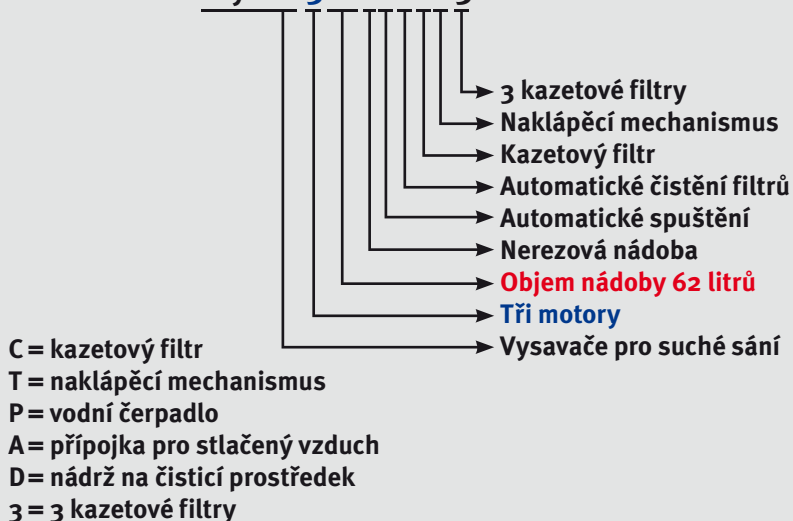 3 kazetové filtry
Naklápěcí mechanismus
Kazetový filtr
Automatické čistění filtrů
Automatické spuštění
Nerezová nádoba
Objem nádoby 62 litrů
Tři motory
Vysavače pro suché sání
C = kazetový filtr
T = naklápěcí mechanismus
P = vodní čerpadlo
A = přípojka pro stlačený vzduch
D = nádrž na čisticí prostředek
3 = 3 kazetové filtry